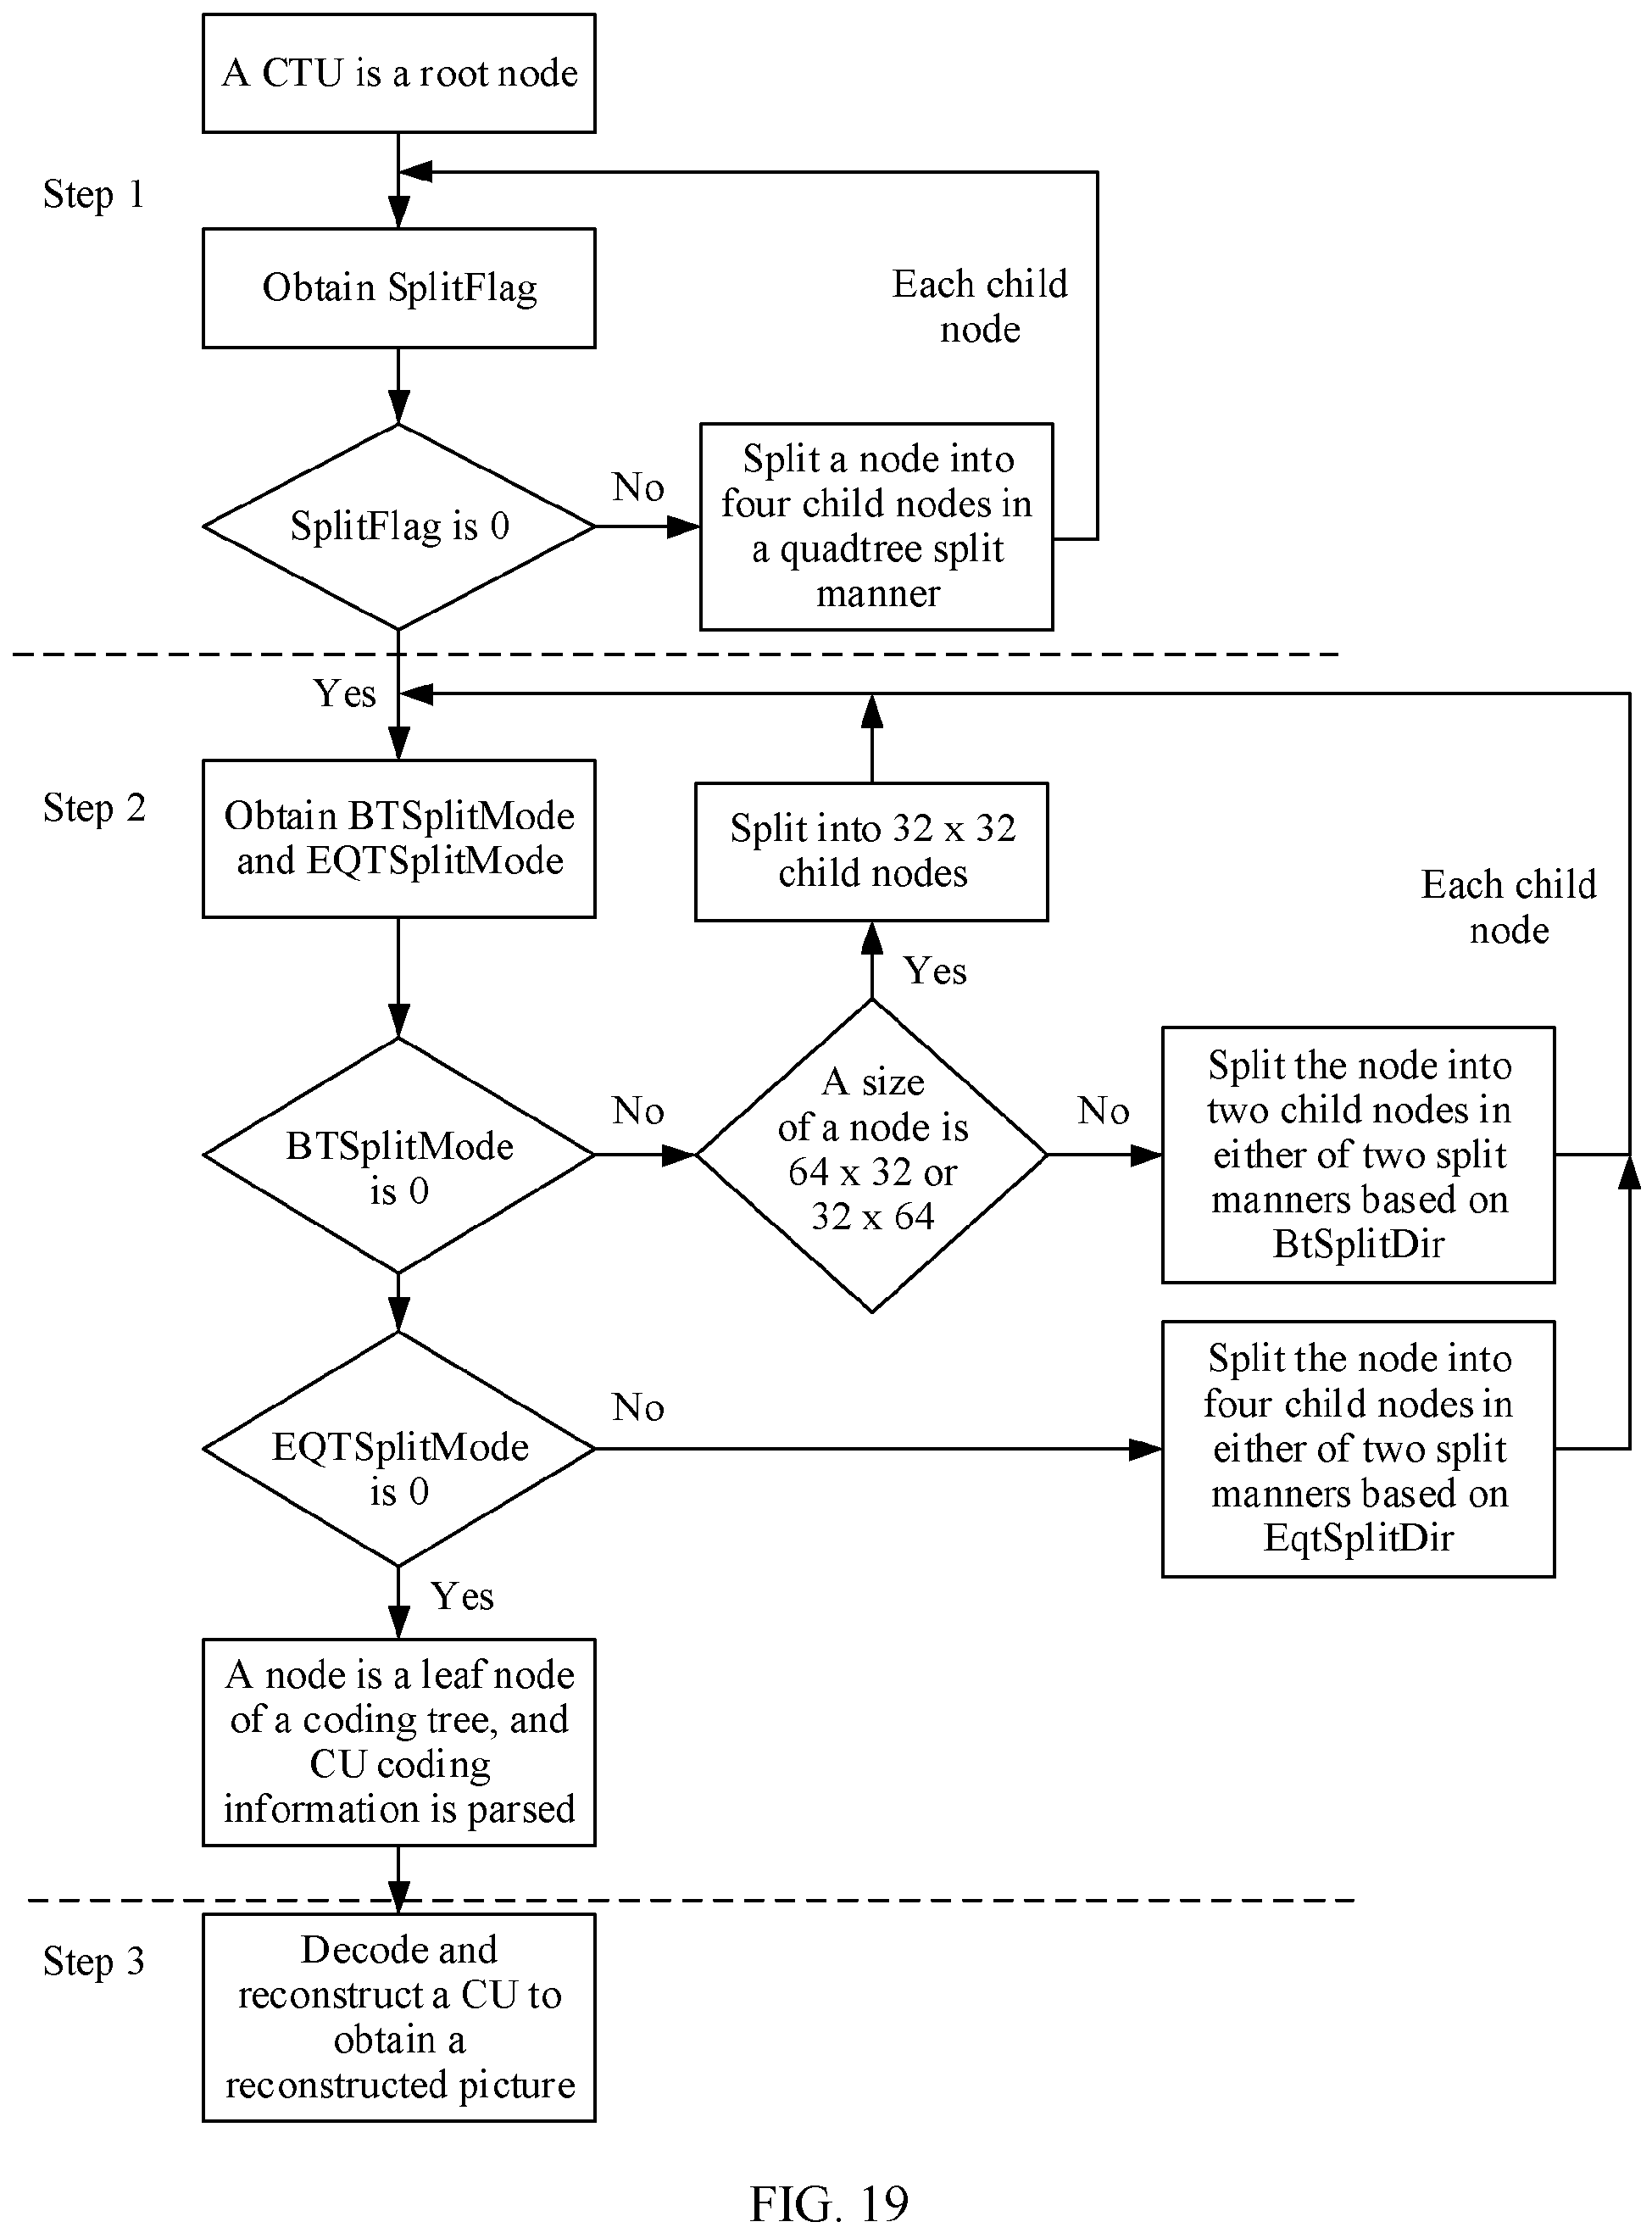 A CTU is a root node
Step 1
Obtain SplitFlag
Each child
node
SplitFlag is 0
No
Split a node into
four child nodes in
a quadtree split
manner
Yes
Step 2
Obtain BTSplitMode
and EQTSplitMode
Split into 32 x 32
child nodes
Each child
node
Yes
BTSplitMode
is 0
No
A size
of a node is
64 x 32 or
32 x 64
No
Split the node into
two child nodes in
either of two split
manners based on
BtSplitDir
EQTSplitMode
is 0
No
Split the node into
four child nodes in
either of two split
manners based on
EqtSplitDir
Yes
A node is a leaf node
of a coding tree, and
CU coding
information is parsed
Step 3
Decode and
reconstruct a CU to
obtain a
reconstructed picture
FIG. 19